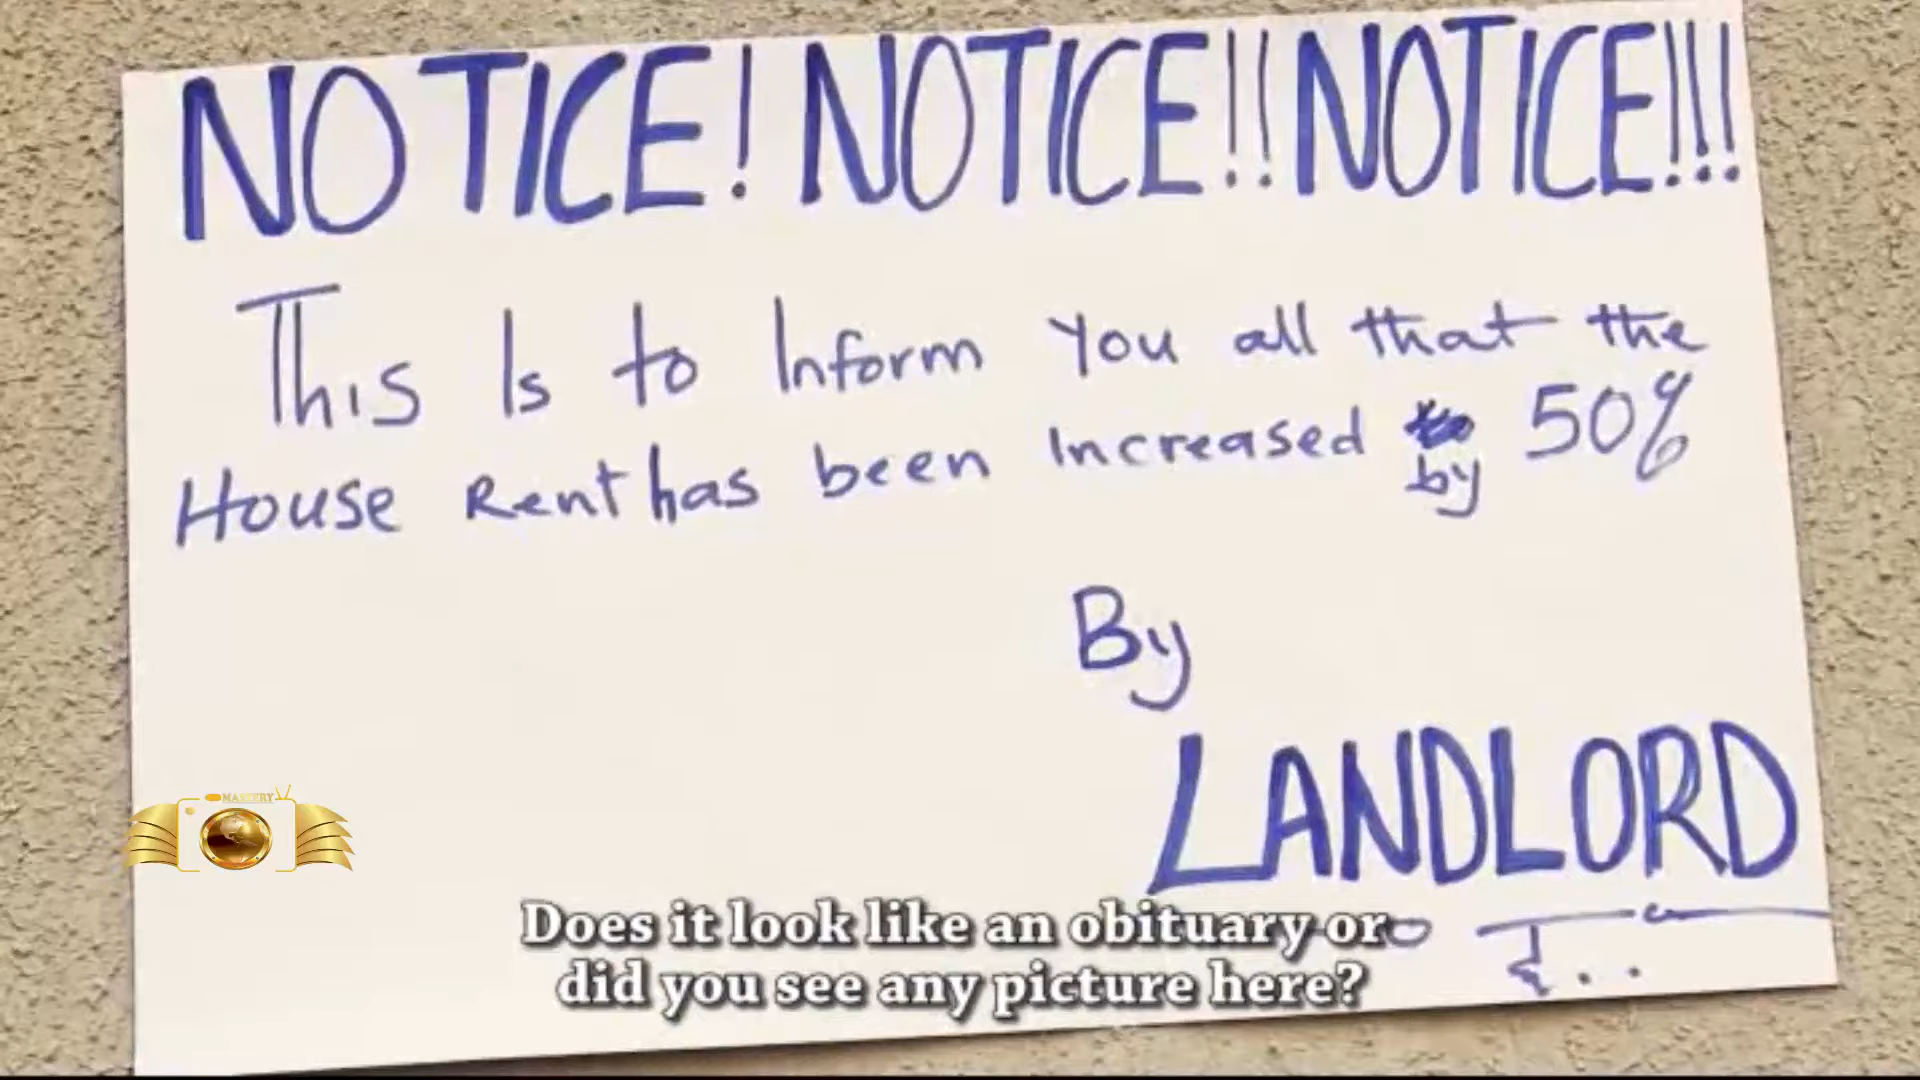 NOTICE! NOTICE!! NOTICE!!!
This Is to Inform You all that the
House Rent has been Increased by 50%
By
LANDLORD
MASTERY
Does it look like an obituary or
did you see any picture here?